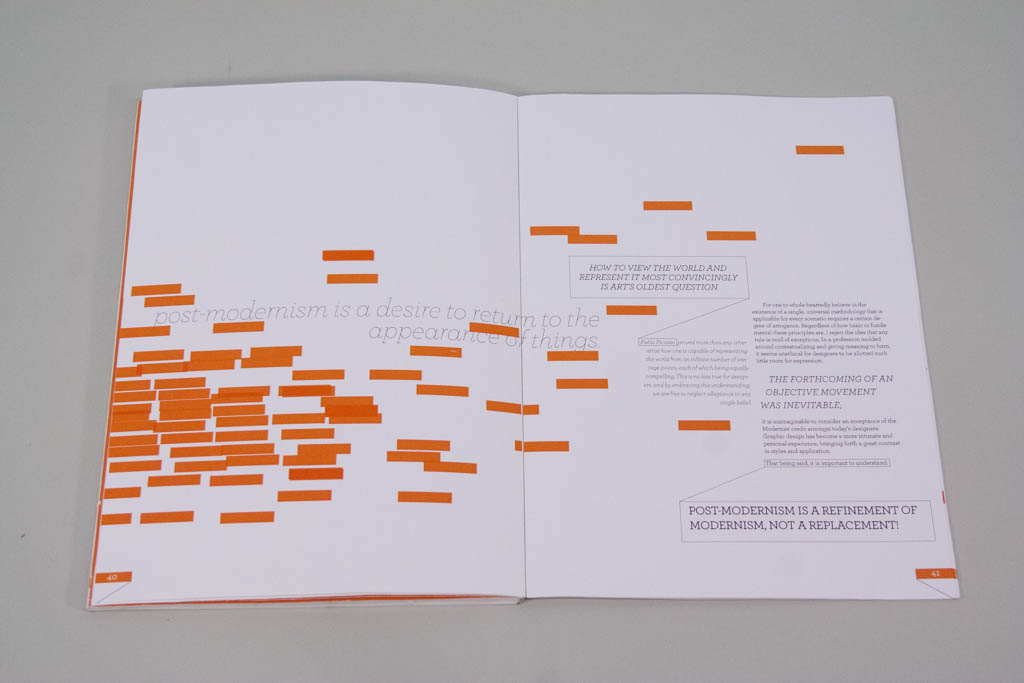 post-modernism is a desire to return to the
appearance of things.
40
HOW TO VIEW THE WORLD AND
REPRESENT IT MOST CONVINCINGLY
IS ART'S OLDEST QUESTION
Pablo Picasso proved more than any other
artist how one is capable of representing
the world from an infinite number of van-
tage points, each of which being equally
compelling. This is no less true for design-
ers, and by embracing this understanding,
we are free to neglect allegiance to any
single belief.
For one to whole-heartedly believe in the
existence of a single, universal methodology that is
applicable for every scenario requires a certain de-
gree of arrogance. Regardless of how basic or funda-
mental these principles are, I reject the idea that any
rule is void of exceptions. In a profession molded
around contextualizing and giving meaning to form,
it seems unethical for designers to be allotted such
little room for expression.
THE FORTHCOMING OF AN
OBJECTIVE MOVEMENT
WAS INEVITABLE;
It is unimaginable to consider an acceptance of the
Modernist credo amongst today's designers.
Graphic design has become a more intimate and
personal experience, bringing forth a great contrast
in styles and application.
That being said, it is important to understand:
POST-MODERNISM IS A REFINEMENT OF
MODERNISM, NOT A REPLACEMENT!
41